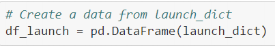 # Create a data from launch_dict
df_launch = pd.DataFrame(launch_dict)